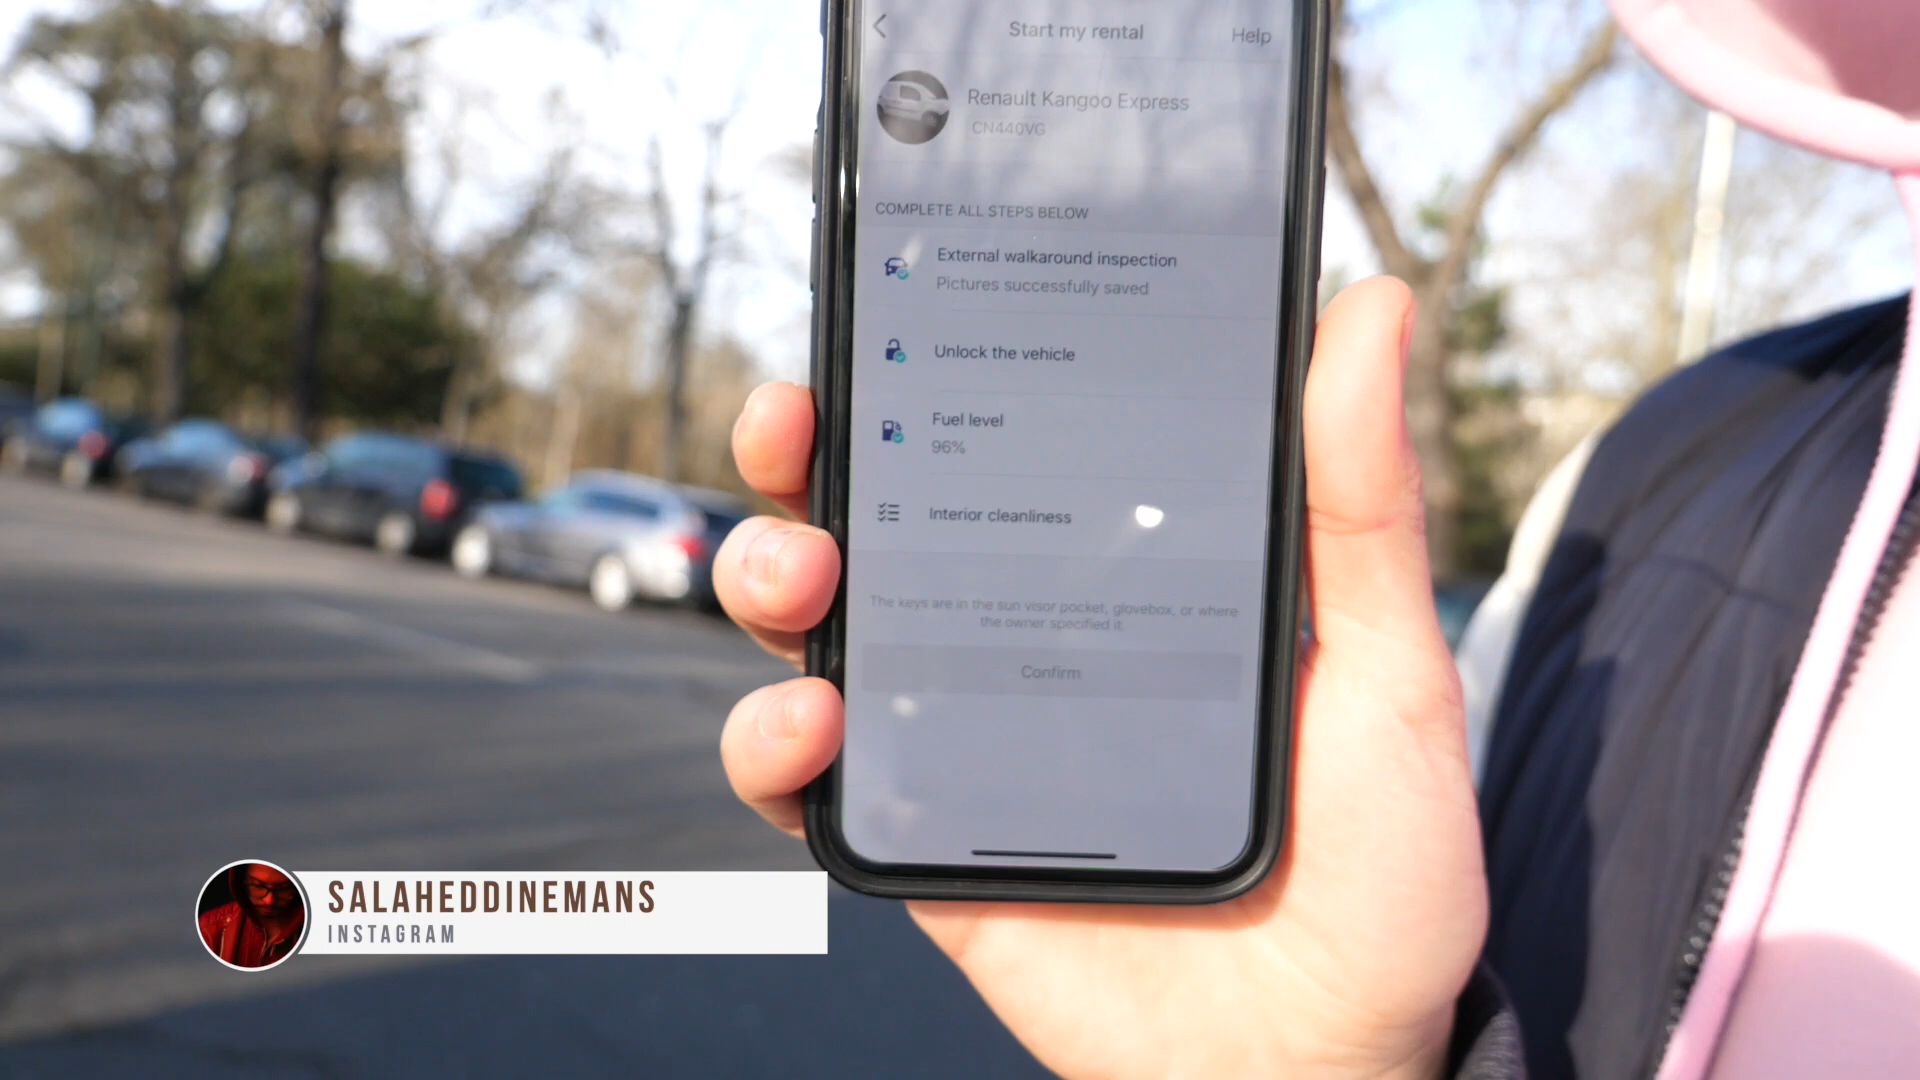 Start my rental
Help
Renault Kangoo Express
CN440VG
COMPLETE ALL STEPS BELOW
External walkaround inspection
Pictures successfully saved
Unlock the vehicle
Fuel level
96%
Interior cleanliness
The keys are in the sun visor pocket, glovebox, or where
the owner specified it.
Confirm
SALAHEDDINEMANS
INSTAGRAM